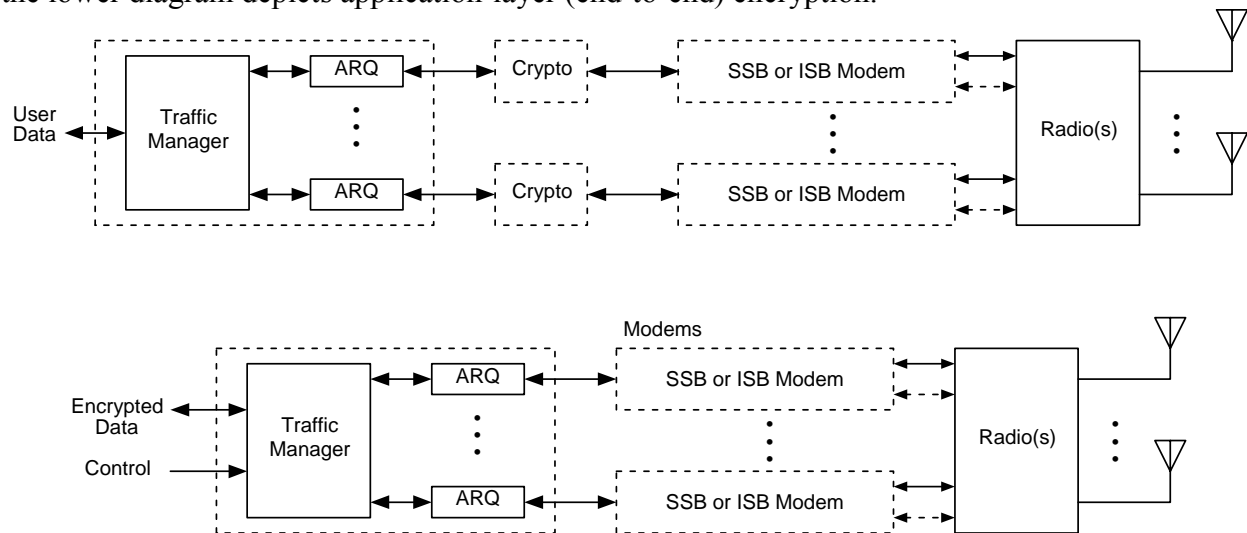 the lower diagram depicts application-layer (end-to-end) encryption.
ARQ
Crypto
SSB or ISB Modem
User
Data
Traffic
Manager
Radio(s)
ARQ
Crypto
SSB or ISB Modem
Modems
ARQ
SSB or ISB Modem
Encrypted
Data
Traffic
Manager
Radio(s)
Control
ARQ
SSB or ISB Modem